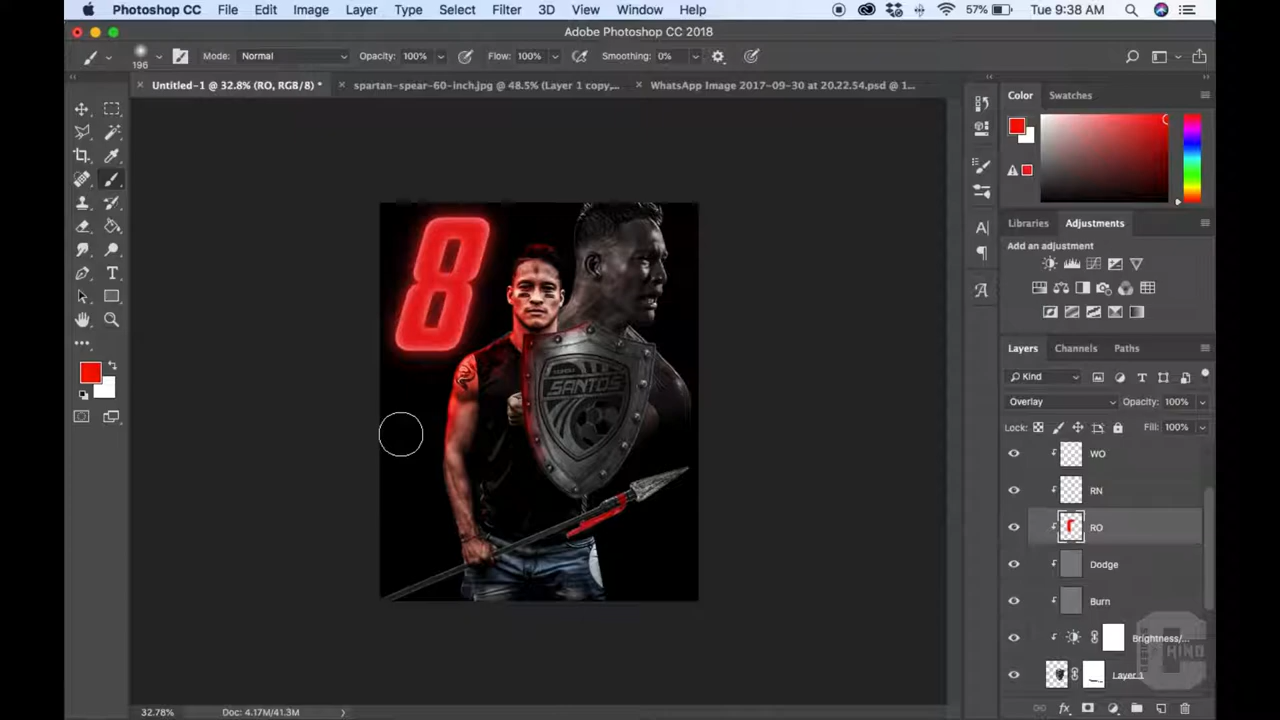 Photoshop CC File Edit Image Layer Type Select Filter 3D View Window Help 57% Tue 9:38 AM
Adobe Photoshop CC 2018
196 Mode: Normal Opacity: 100% Flow: 100% Smoothing: 0%
Untitled-1 @ 32.8% (RO, RGB/8) * spartan-spear-60-inch.jpg @ 48.5% (Layer 1 copy,... WhatsApp Image 2017-09-30 at 20.22.54.psd @ 1...
Color Swatches
Libraries Adjustments
Add an adjustment
8
SANTOS
Layers Channels Paths
Kind
Overlay Opacity: 100%
Lock: Fill: 100%
WO
RN
RO
Dodge
Burn
Brightness/...
Layer 1
32.78% Doc: 4.17M/41.3M